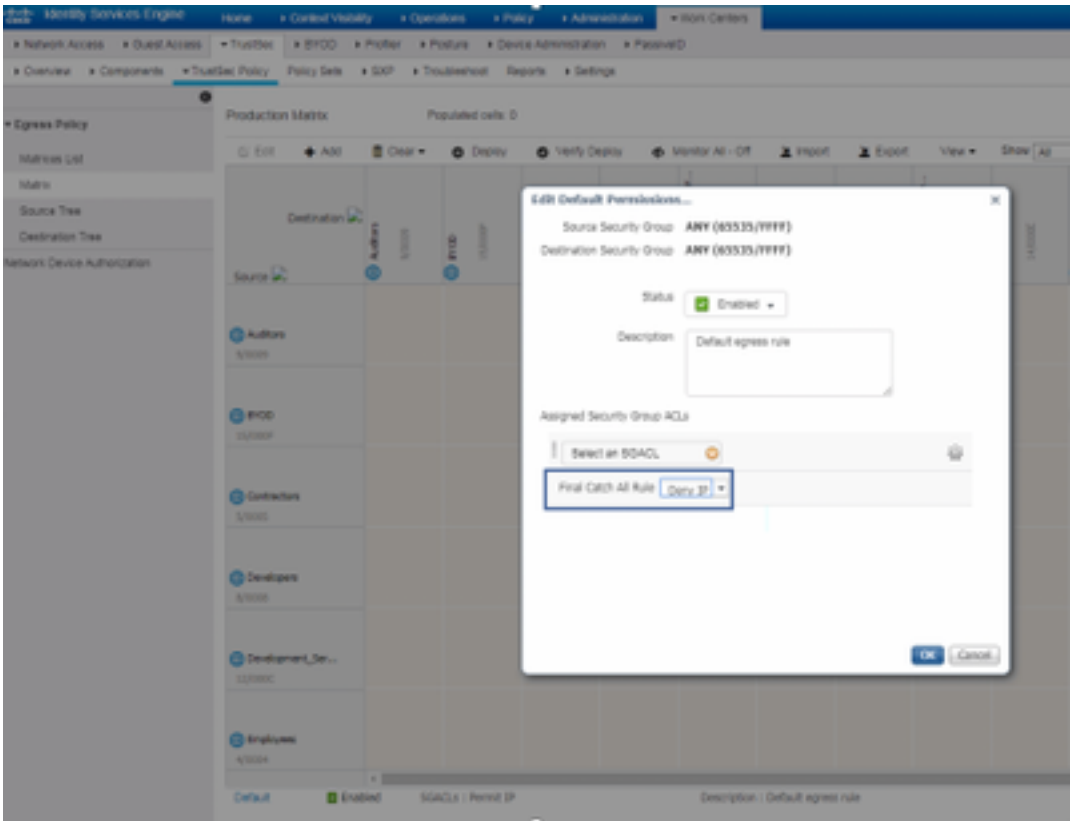 Identity Services Engine Home Context Visibility Operations Policy Administration Work Centers
Network Access Guest Access TrustSec BYOD Profiler Posture Device Administration PassiveID
Overview Components TrustSec Policy Policy Sets SXP Troubleshoot Reports Settings
Egress Policy
Matrices List
Matrix
Source Tree
Destination Tree
Network Device Authorization
Production Matrix Populated cells: 0
Edit Add Clear Deploy Verify Deploy Monitor All - Off Import Export View Show All
Destination
Source
Auditors
BYOD
Auditors
BYOD
Contractors
Developers
Development_Ser...
Employees
Edit Default Permissions...
Source Security Group ANY (65535/FFFF)
Destination Security Group ANY (65535/FFFF)
Status Enabled
Description Default egress rule
Assigned Security Group ACLs
Select an SGACL
Final Catch All Rule Deny IP
OK Cancel
Default Enabled SGACLs : Permit IP Description : Default egress rule